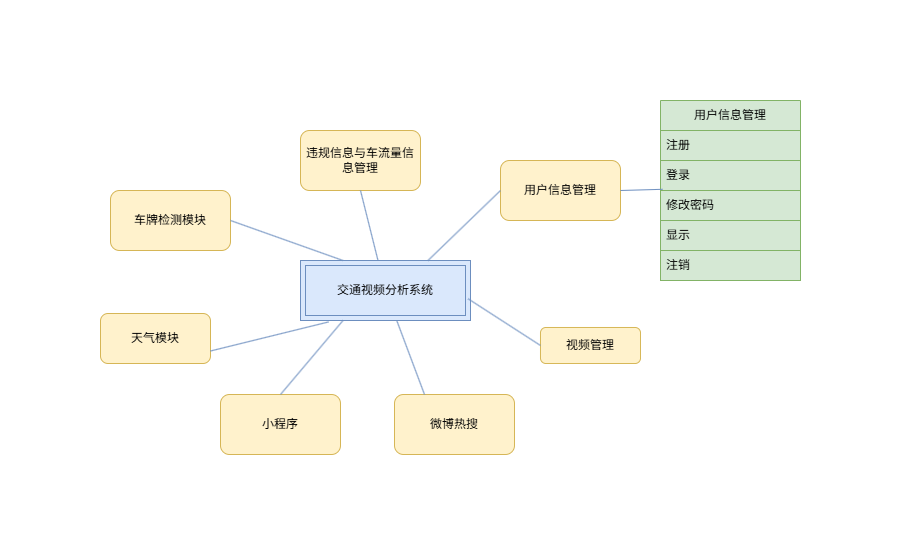 用户信息管理
注册
登录
修改密码
显示
注销
违规信息与车流量信
息管理
用户信息管理
车牌检测模块
交通视频分析系统
天气模块
视频管理
小程序
微博热搜